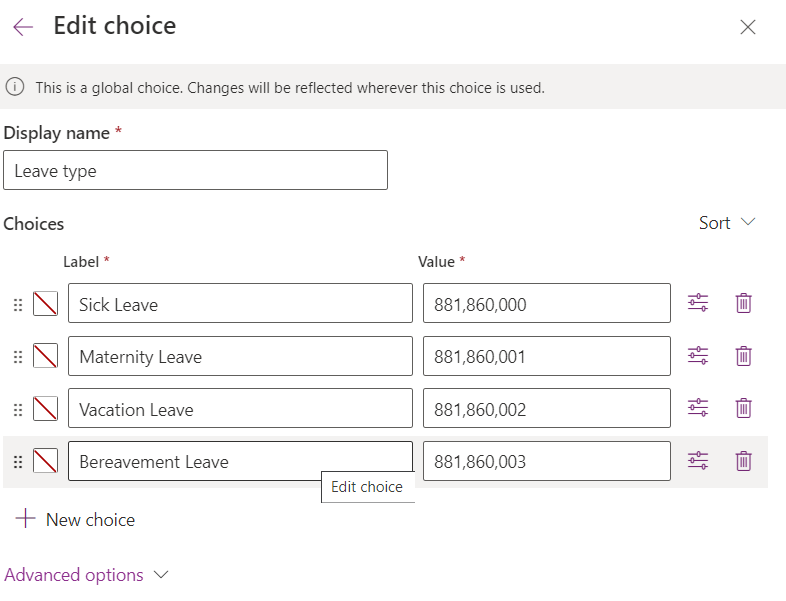 Edit choice
This is a global choice. Changes will be reflected wherever this choice is used.
Display name *
Leave type
Choices
Sort
Label *
Value *
Sick Leave
881,860,000
Maternity Leave
881,860,001
Vacation Leave
881,860,002
Bereavement Leave
881,860,003
Edit choice
New choice
Advanced options